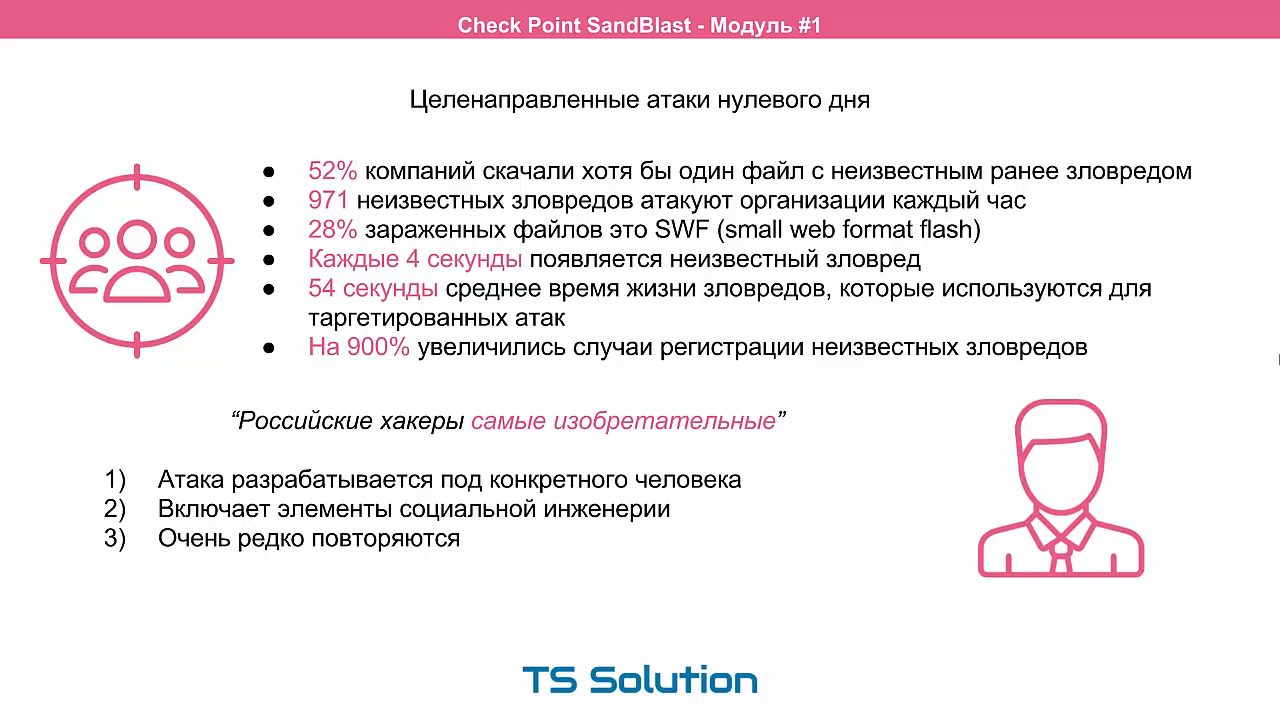 Check Point SandBlast - Модуль #1
Целенаправленные атаки нулевого дня
● 52% компаний скачали хотя бы один файл с неизвестным ранее зловредом
● 971 неизвестных зловредов атакуют организации каждый час
● 28% зараженных файлов это SWF (small web format flash)
● Каждые 4 секунды появляется неизвестный зловред
● 54 секунды среднее время жизни зловредов, которые используются для
таргетированных атак
● На 900% увеличились случаи регистрации неизвестных зловредов
“Российские хакеры самые изобретательные”
1) Атака разрабатывается под конкретного человека
2) Включает элементы социальной инженерии
3) Очень редко повторяются
TS Solution